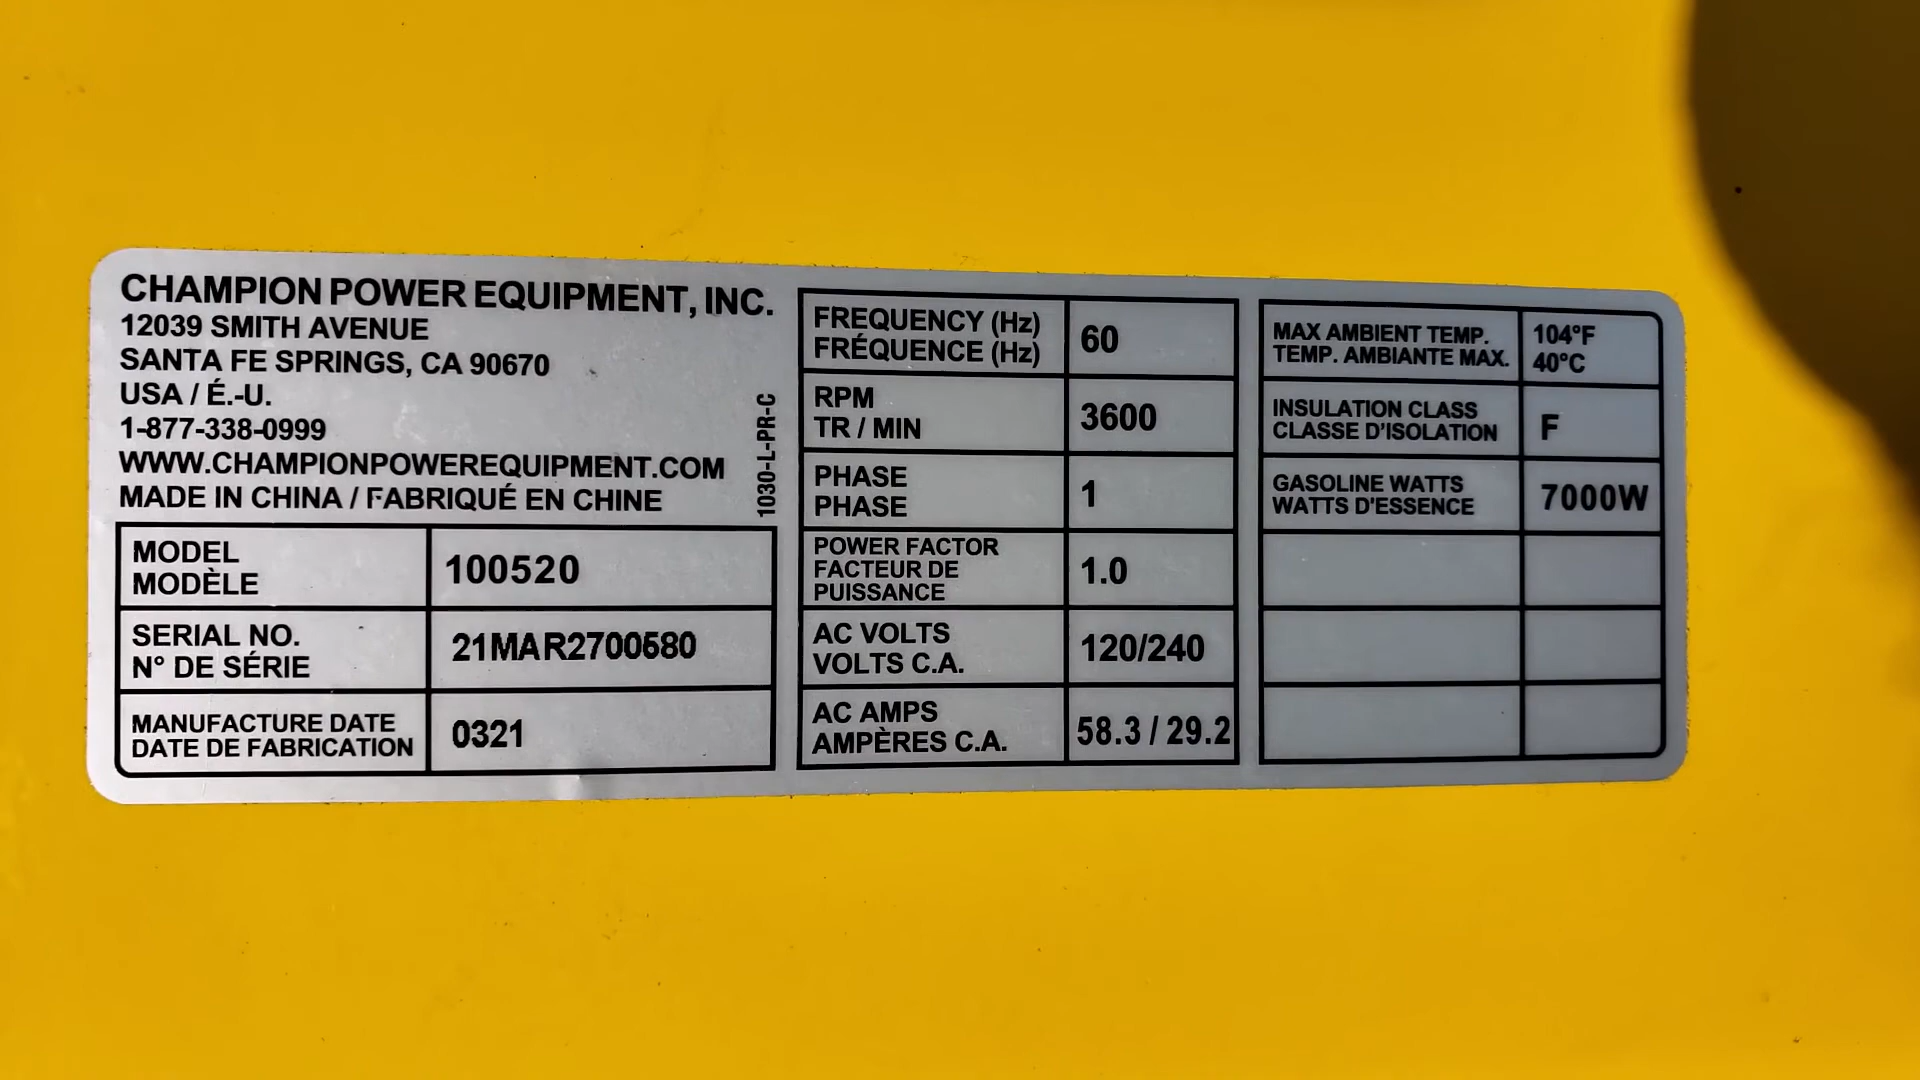 CHAMPION POWER EQUIPMENT, INC.
12039 SMITH AVENUE
SANTA FE SPRINGS, CA 90670
USA / É.-U.
1-877-338-0999
WWW.CHAMPIONPOWEREQUIPMENT.COM
MADE IN CHINA / FABRIQUÉ EN CHINE
1030-L-PR-C
MODEL
MODÈLE
100520
SERIAL NO.
N° DE SÉRIE
21MAR2700580
MANUFACTURE DATE
DATE DE FABRICATION
0321
FREQUENCY (Hz)
FRÉQUENCE (Hz)
60
RPM
TR / MIN
3600
PHASE
PHASE
1
POWER FACTOR
FACTEUR DE
PUISSANCE
1.0
AC VOLTS
VOLTS C.A.
120/240
AC AMPS
AMPÈRES C.A.
58.3 / 29.2
MAX AMBIENT TEMP.
TEMP. AMBIANTE MAX.
104°F
40°C
INSULATION CLASS
CLASSE D'ISOLATION
F
GASOLINE WATTS
WATTS D'ESSENCE
7000W